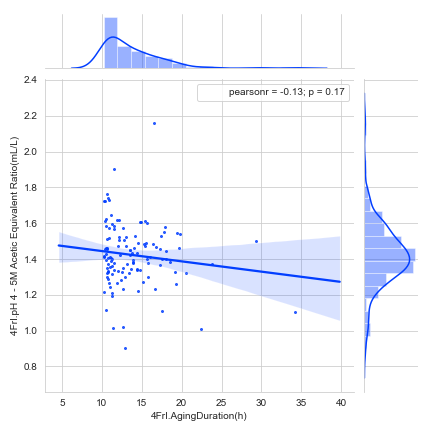 pearsonr = -0.13; p = 0.17
2.4
2.2
2.0
1.8
1.6
1.4
1.2
1.0
0.8
4FrI.pH 4 - 5M Acetic Equivalent Ratio(mL/L)
5 10 15 20 25 30 35 40
4FrI.AgingDuration(h)